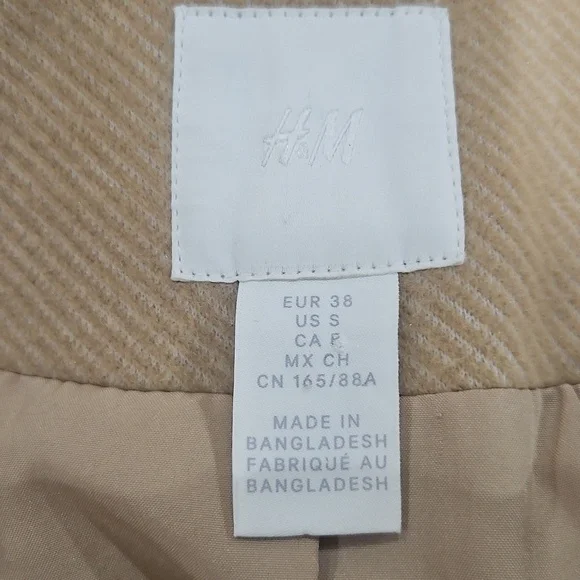 H&M
EUR 38
US S
CA P
MX CH
CN 165/88A
MADE IN
BANGLADESH
FABRIQUÉ AU
BANGLADESH